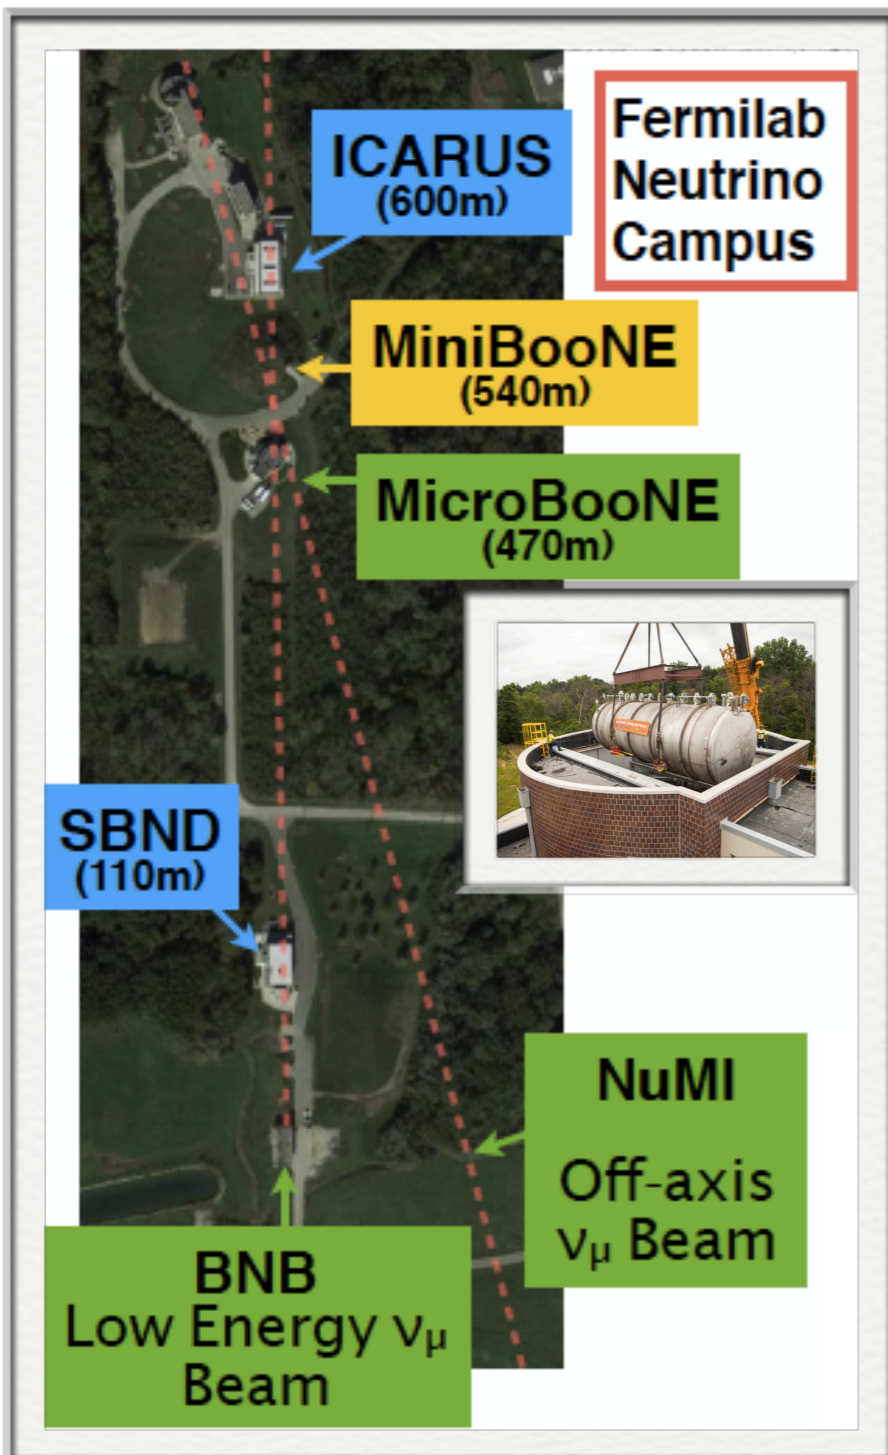 Fermilab
Neutrino
Campus
ICARUS
(600m)
MiniBooNE
(540m)
MicroBooNE
(470m)
SBND
(110m)
NuMI
Off-axis
νμ Beam
BNB
Low Energy νμ
Beam